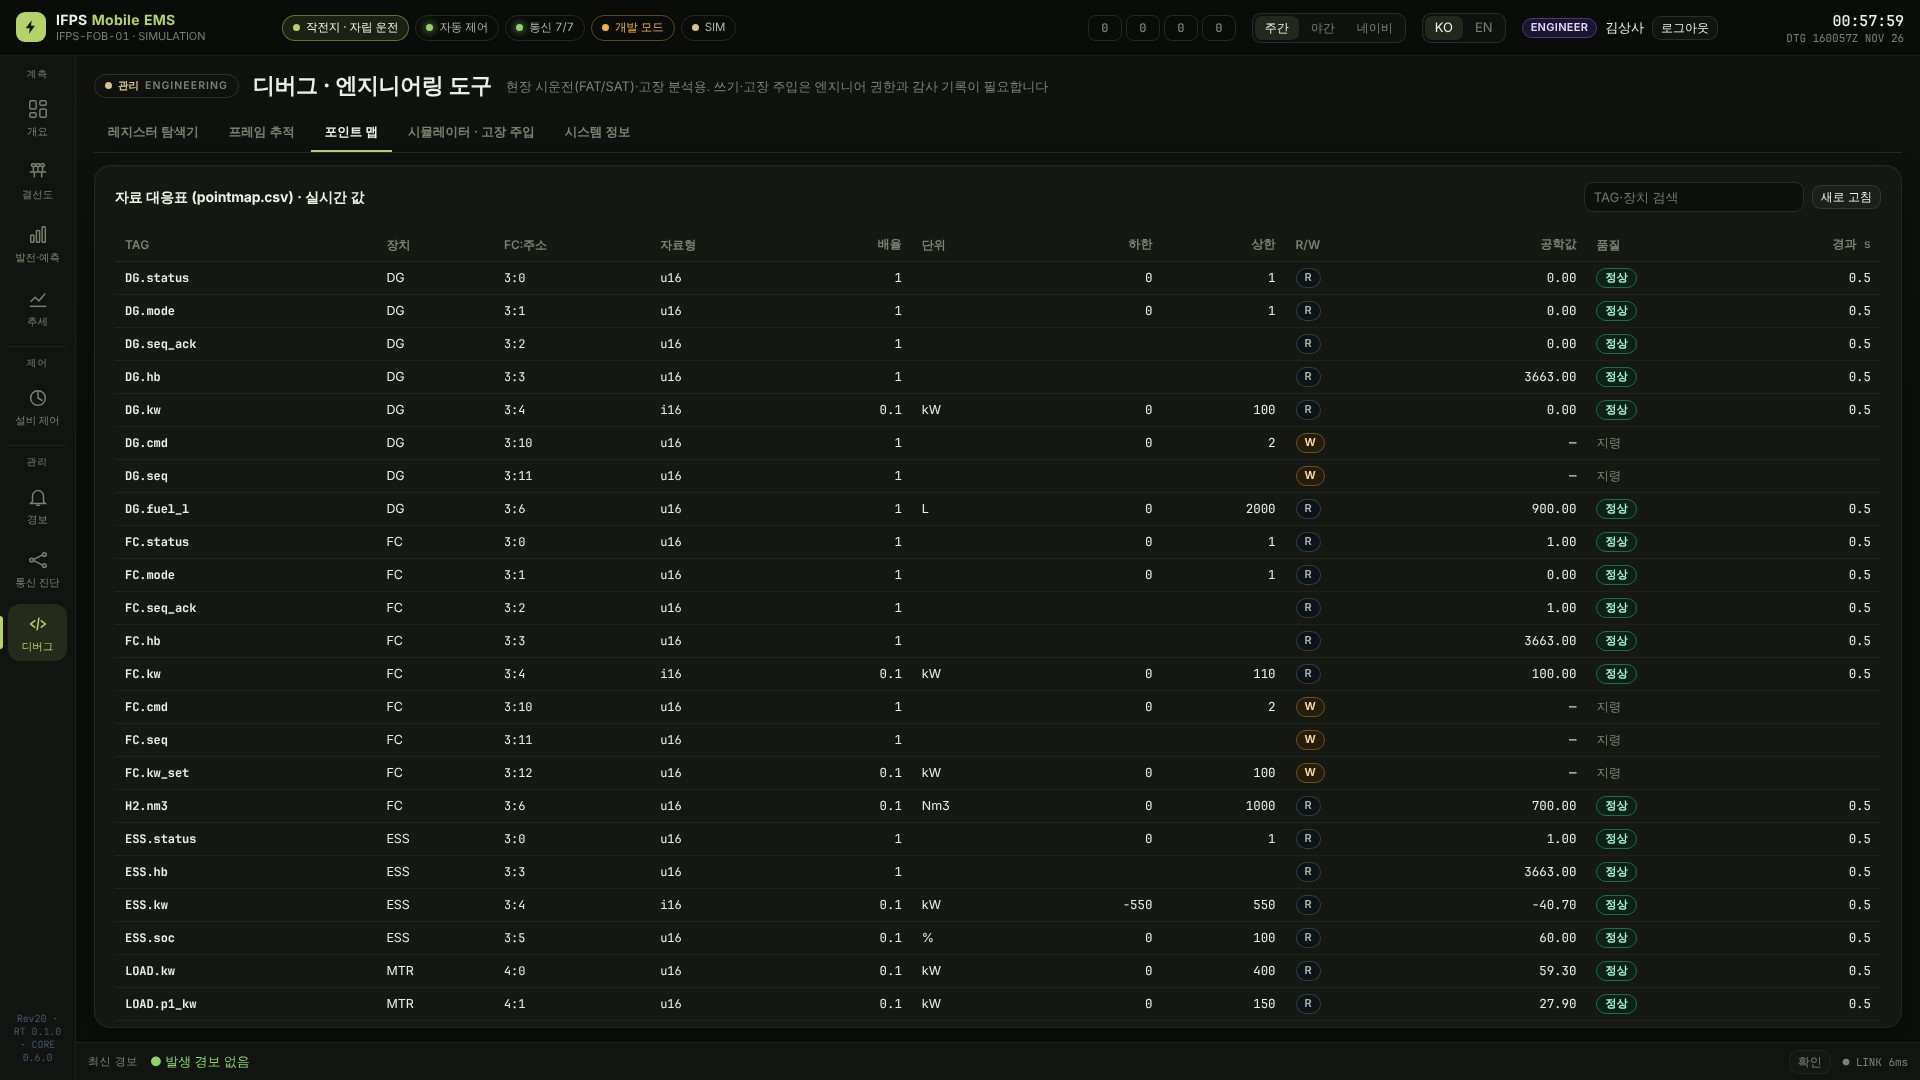 IFPS Mobile EMS
IFPS-FOB-01 · SIMULATION
작전지 · 자립 운전
자동 제어
통신 7/7
개발 모드
SIM
0 0 0 0
주간 야간 네이비
KO EN
ENGINEER 김상사 로그아웃
00:57:59
DTG 160057Z NOV 26
계측
개요
결선도
발전·예측
추세
제어
설비 제어
관리
경보
통신 진단
디버그
Rev20 ·
RT 0.1.0
· CORE
0.6.0
관리 ENGINEERING
디버그 · 엔지니어링 도구
현장 시운전(FAT/SAT)·고장 분석용. 쓰기·고장 주입은 엔지니어 권한과 감사 기록이 필요합니다
레지스터 탐색기 프레임 추적 포인트 맵 시뮬레이터 · 고장 주입 시스템 정보
자료 대응표 (pointmap.csv) · 실시간 값
TAG·장치 검색
새로 고침
TAG 장치 FC:주소 자료형 배율 단위 하한 상한 R/W 공학값 품질 경과 s
DG.status DG 3:0 u16 1 0 1 R 0.00 정상 0.5
DG.mode DG 3:1 u16 1 0 1 R 0.00 정상 0.5
DG.seq_ack DG 3:2 u16 1 R 0.00 정상 0.5
DG.hb DG 3:3 u16 1 R 3663.00 정상 0.5
DG.kw DG 3:4 i16 0.1 kW 0 100 R 0.00 정상 0.5
DG.cmd DG 3:10 u16 1 0 2 W — 지령
DG.seq DG 3:11 u16 1 W — 지령
DG.fuel_l DG 3:6 u16 1 L 0 2000 R 900.00 정상 0.5
FC.status FC 3:0 u16 1 0 1 R 1.00 정상 0.5
FC.mode FC 3:1 u16 1 0 1 R 0.00 정상 0.5
FC.seq_ack FC 3:2 u16 1 R 1.00 정상 0.5
FC.hb FC 3:3 u16 1 R 3663.00 정상 0.5
FC.kw FC 3:4 i16 0.1 kW 0 110 R 100.00 정상 0.5
FC.cmd FC 3:10 u16 1 0 2 W — 지령
FC.seq FC 3:11 u16 1 W — 지령
FC.kw_set FC 3:12 u16 0.1 kW 0 100 W — 지령
H2.nm3 FC 3:6 u16 0.1 Nm3 0 1000 R 700.00 정상 0.5
ESS.status ESS 3:0 u16 1 0 1 R 1.00 정상 0.5
ESS.hb ESS 3:3 u16 1 R 3663.00 정상 0.5
ESS.kw ESS 3:4 i16 0.1 kW -550 550 R -40.70 정상 0.5
ESS.soc ESS 3:5 u16 0.1 % 0 100 R 60.00 정상 0.5
LOAD.kw MTR 4:0 u16 0.1 kW 0 400 R 59.30 정상 0.5
LOAD.p1_kw MTR 4:1 u16 0.1 kW 0 150 R 27.90 정상 0.5
최신 경보 발생 경보 없음
확인
LINK 6ms